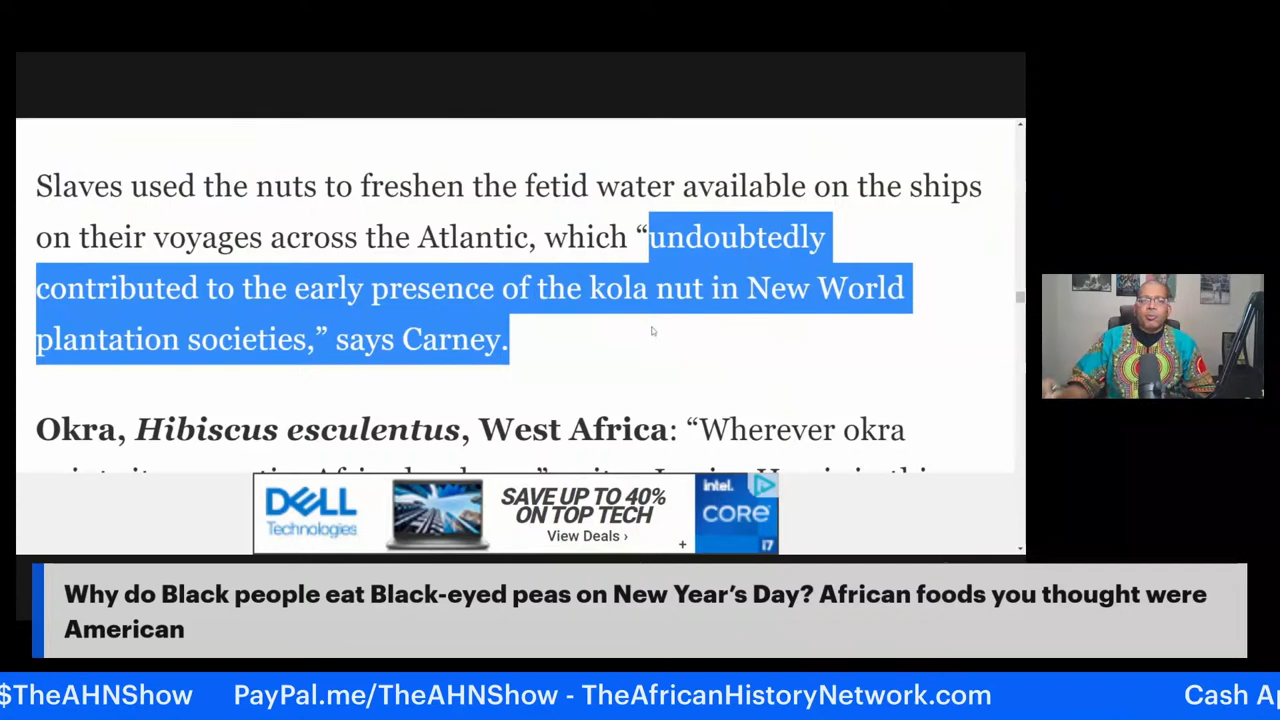 Slaves used the nuts to freshen the fetid water available on the ships
on their voyages across the Atlantic, which “undoubtedly
contributed to the early presence of the kola nut in New World
plantation societies,” says Carney.
Okra, Hibiscus esculentus, West Africa: “Wherever okra
DELL
Technologies
SAVE UP TO 40%
ON TOP TECH
View Deals ›
intel.
CORE
i7
Why do Black people eat Black-eyed peas on New Year’s Day? African foods you thought were
American
$TheAHNShow PayPal.me/TheAHNShow - TheAfricanHistoryNetwork.com Cash Ap